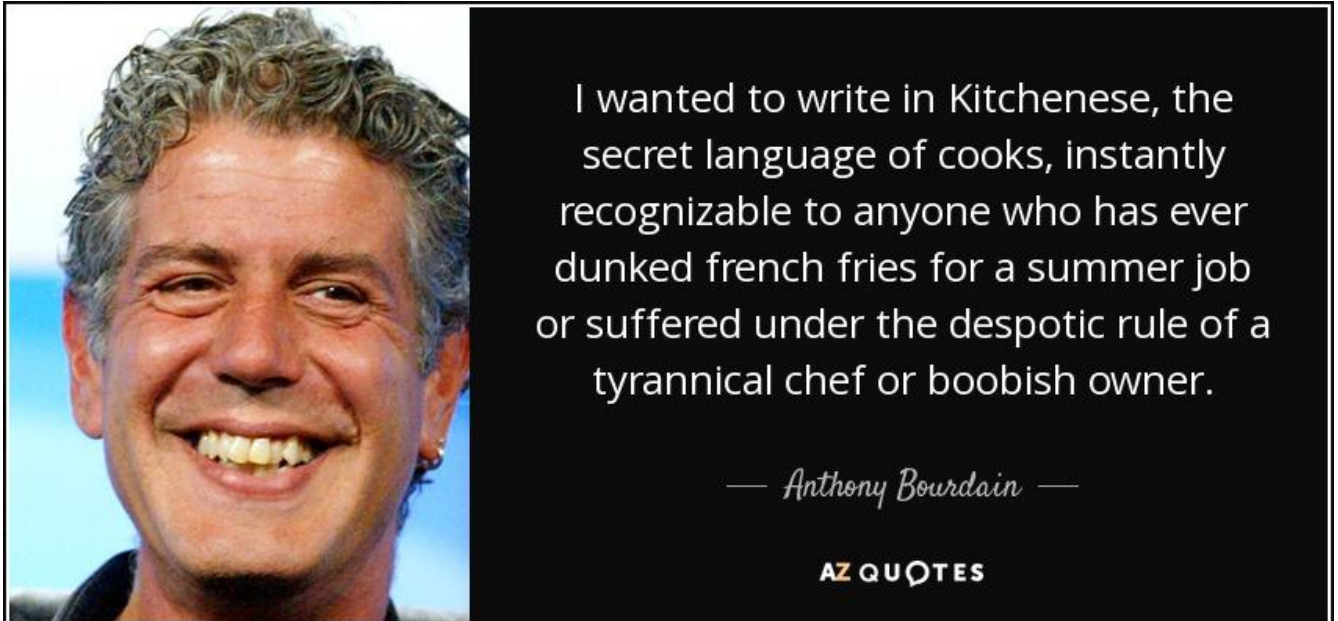 I wanted to write in Kitchenese, the
secret language of cooks, instantly
recognizable to anyone who has ever
dunked french fries for a summer job
or suffered under the despotic rule of a
tyrannical chef or boobish owner.
Anthony Bourdain
AZ QUOTES